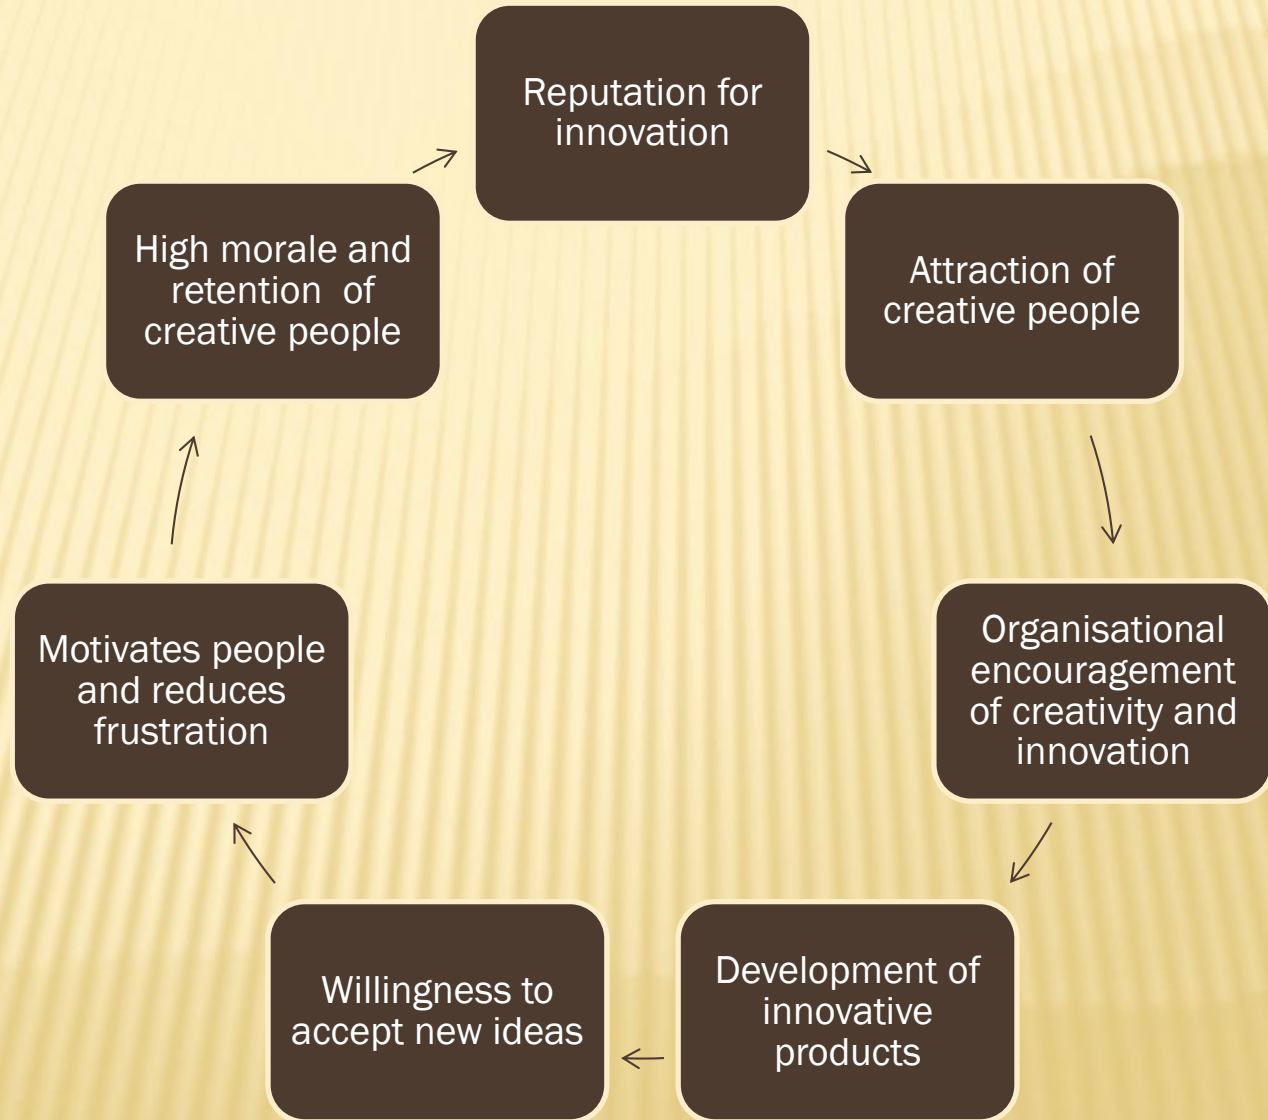 Reputation for
innovation
Attraction of
creative people
Organisational
encouragement
of creativity and
innovation
Development of
innovative
products
Willingness to
accept new ideas
Motivates people
and reduces
frustration
High morale and
retention  of
creative people